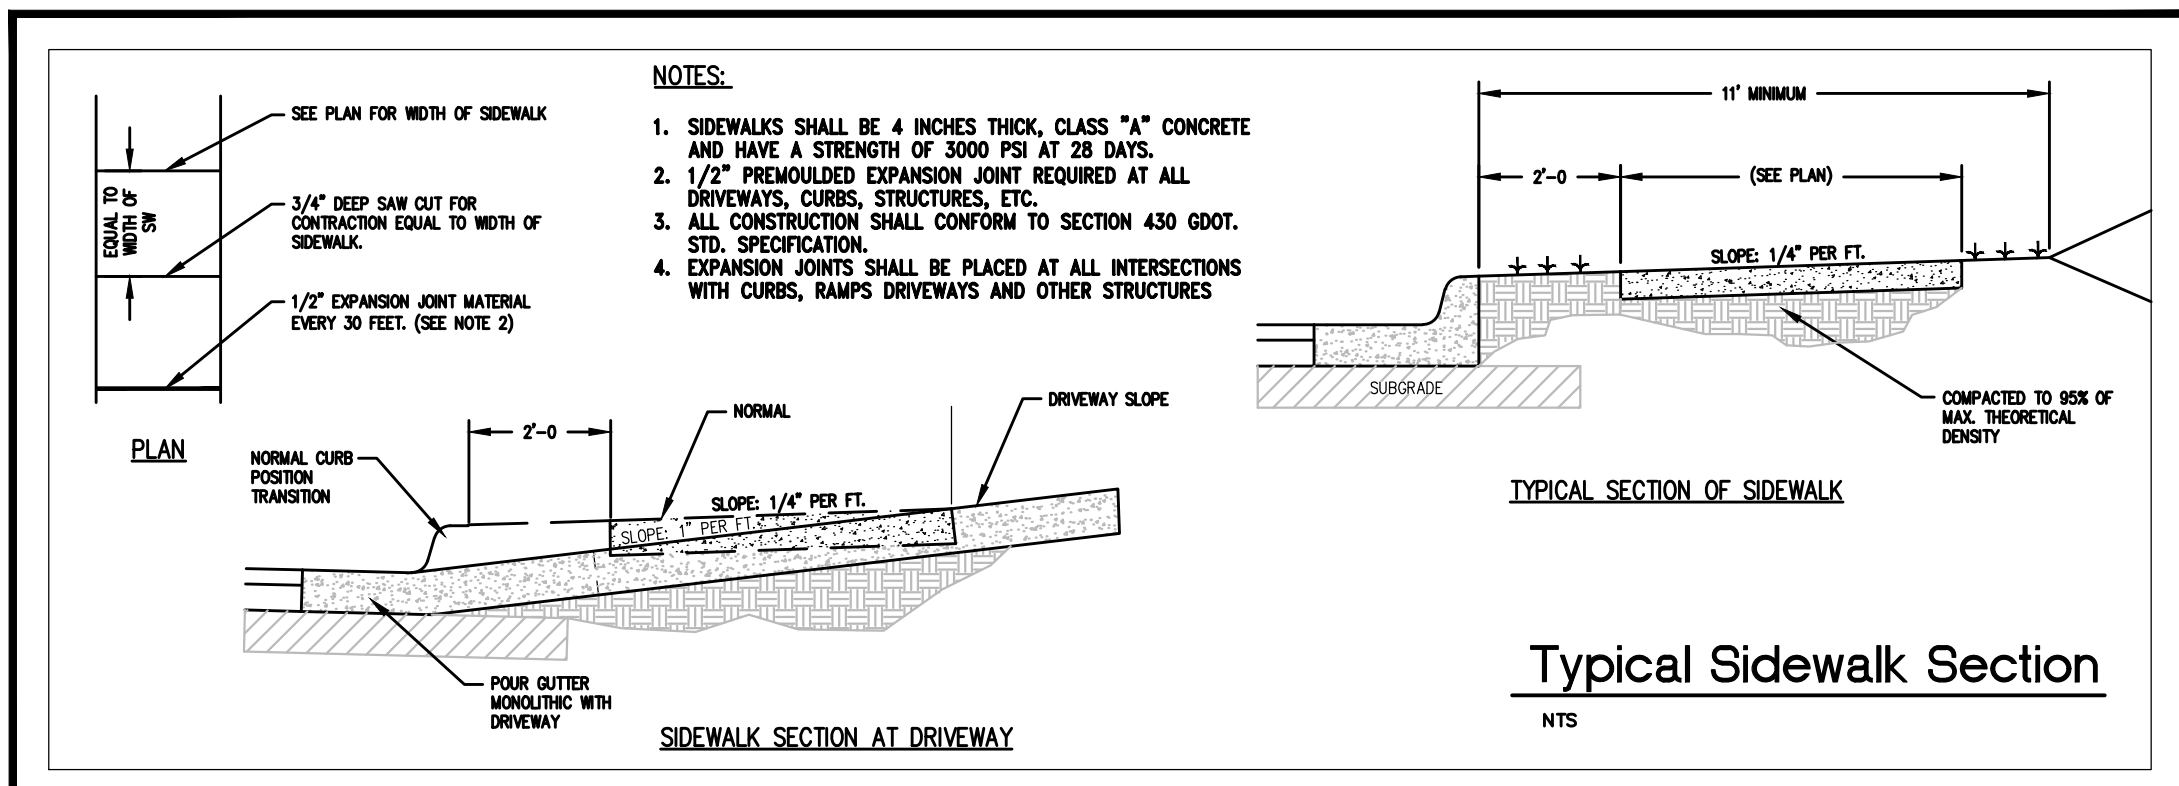 SEE PLAN FOR WIDTH OF SIDEWALK
EQUAL TO
WIDTH OF
SW
3/4" DEEP SAW CUT FOR
CONTRACTION EQUAL TO WIDTH OF
SIDEWALK.
1/2" EXPANSION JOINT MATERIAL
EVERY 30 FEET. (SEE NOTE 2)
PLAN
NOTES:
1. SIDEWALKS SHALL BE 4 INCHES THICK, CLASS "A" CONCRETE
AND HAVE A STRENGTH OF 3000 PSI AT 28 DAYS.
2. 1/2" PREMOULDED EXPANSION JOINT REQUIRED AT ALL
DRIVEWAYS, CURBS, STRUCTURES, ETC.
3. ALL CONSTRUCTION SHALL CONFORM TO SECTION 430 GDOT.
STD. SPECIFICATION.
4. EXPANSION JOINTS SHALL BE PLACED AT ALL INTERSECTIONS
WITH CURBS, RAMPS DRIVEWAYS AND OTHER STRUCTURES
11' MINIMUM
2'-0
(SEE PLAN)
SLOPE: 1/4" PER FT.
SUBGRADE
COMPACTED TO 95% OF
MAX. THEORETICAL
DENSITY
TYPICAL SECTION OF SIDEWALK
NORMAL CURB
POSITION
TRANSITION
2'-0
NORMAL
DRIVEWAY SLOPE
SLOPE: 1/4" PER FT.
SLOPE: 1" PER FT.
POUR GUTTER
MONOLITHIC WITH
DRIVEWAY
SIDEWALK SECTION AT DRIVEWAY
Typical Sidewalk Section
NTS